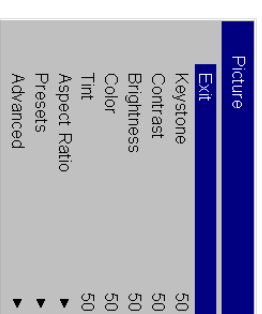 Picture
Exit
Keystone 50
Contrast 50
Brightness 50
Color 50
Tint 50
Aspect Ratio ▶
Presets ▶
Advanced ▶